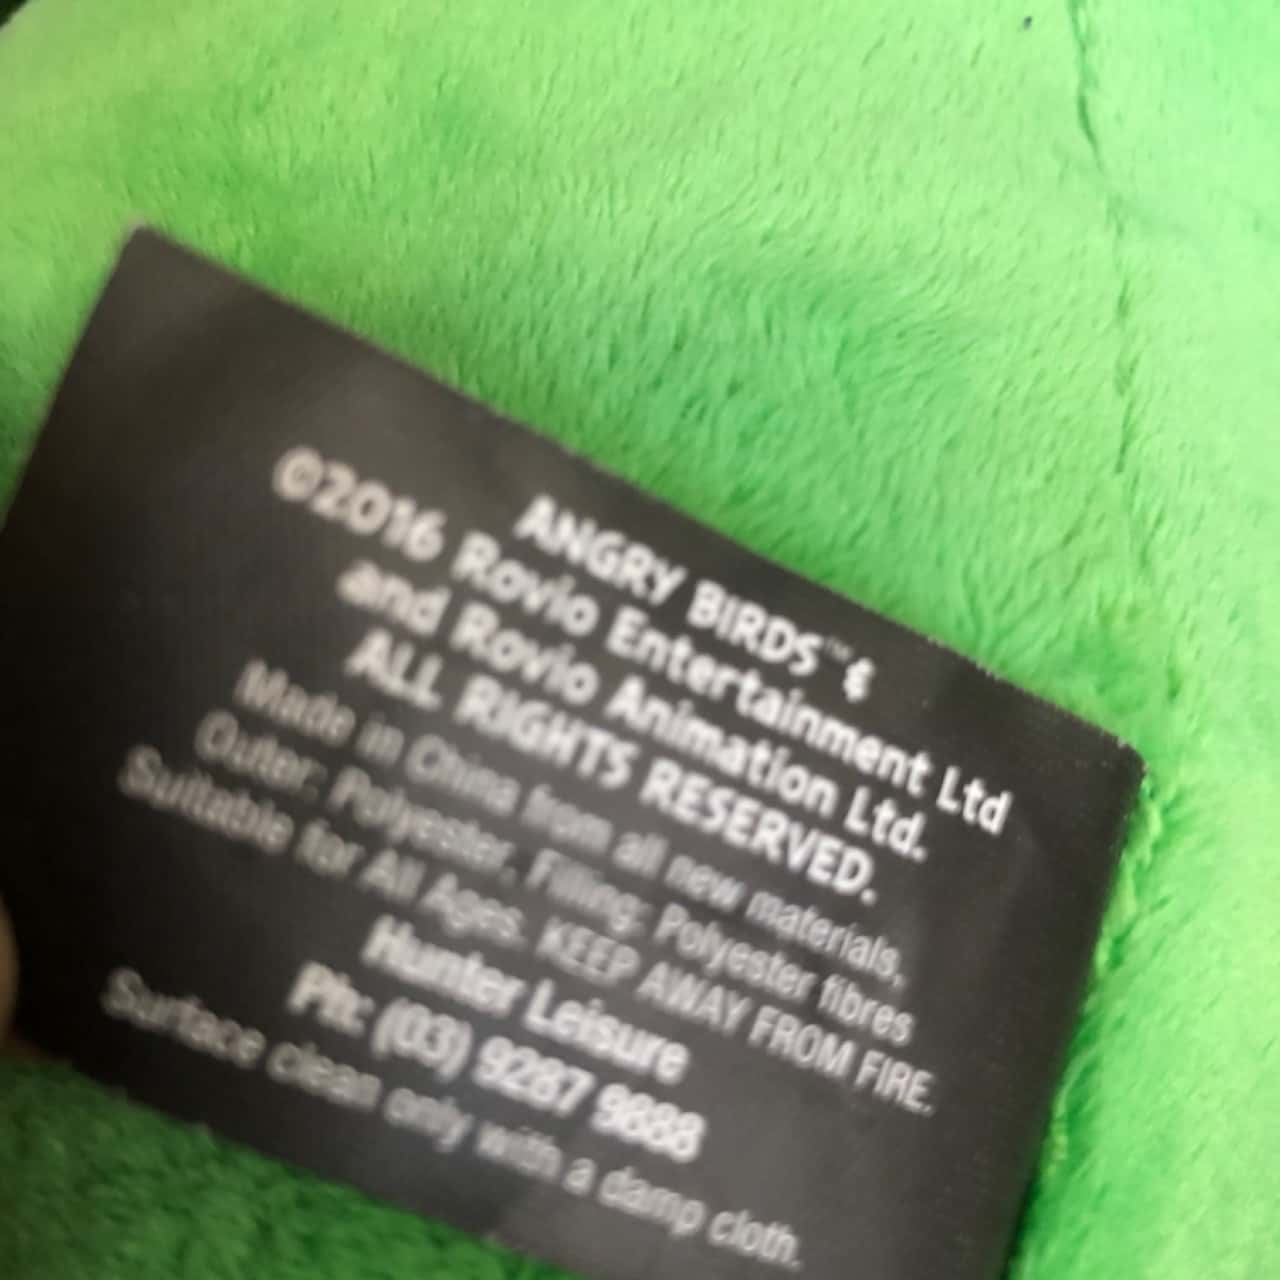 ANGRY BIRDS™ &
©2016 Rovio Entertainment Ltd
and Rovio Animation Ltd.
ALL RIGHTS RESERVED.
Made in China from all new materials,
Outer: Polyester. Filling: Polyester fibres
Suitable for All Ages. KEEP AWAY FROM FIRE.
Hunter Leisure
Ph: (03) 9287 9888
Surface clean only with a damp cloth.